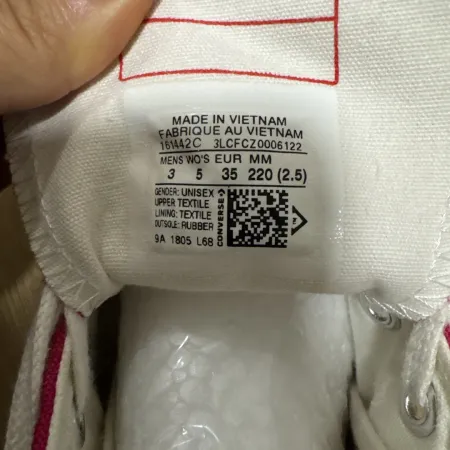 MADE IN VIETNAM
FABRIQUE AU VIETNAM
161442C 3LCFCZ0006122
MENS WO'S EUR MM
3 5 35 220 (2.5)
GENDER: UNISEX
UPPER TEXTILE
LINING: TEXTILE
OUTSOLE: RUBBER
9A 1805 L68
CONVERSE